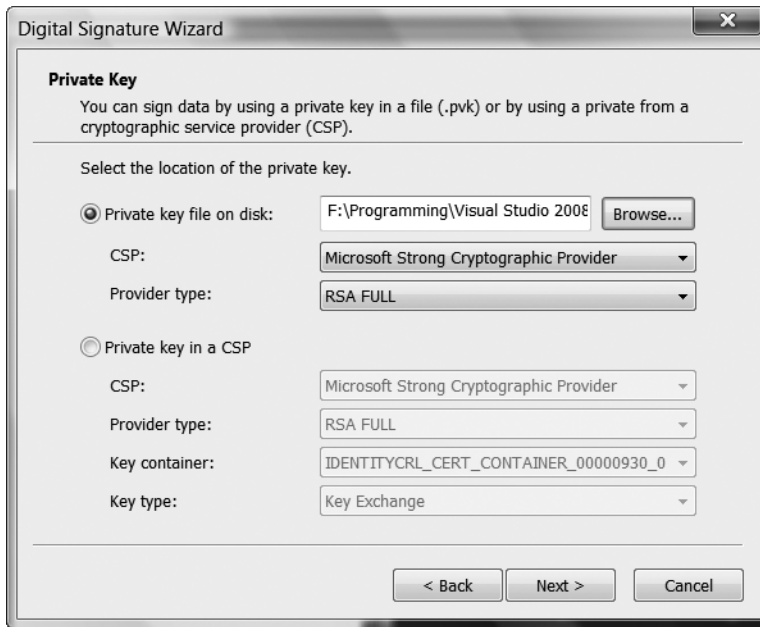 Digital Signature Wizard
Private Key
You can sign data by using a private key in a file (.pvk) or by using a private from a
cryptographic service provider (CSP).
Select the location of the private key.
Private key file on disk: F:\Programming\Visual Studio 2008 Browse...
CSP: Microsoft Strong Cryptographic Provider
Provider type: RSA FULL
Private key in a CSP
CSP: Microsoft Strong Cryptographic Provider
Provider type: RSA FULL
Key container: IDENTITYCRL_CERT_CONTAINER_00000930_0
Key type: Key Exchange
< Back Next > Cancel